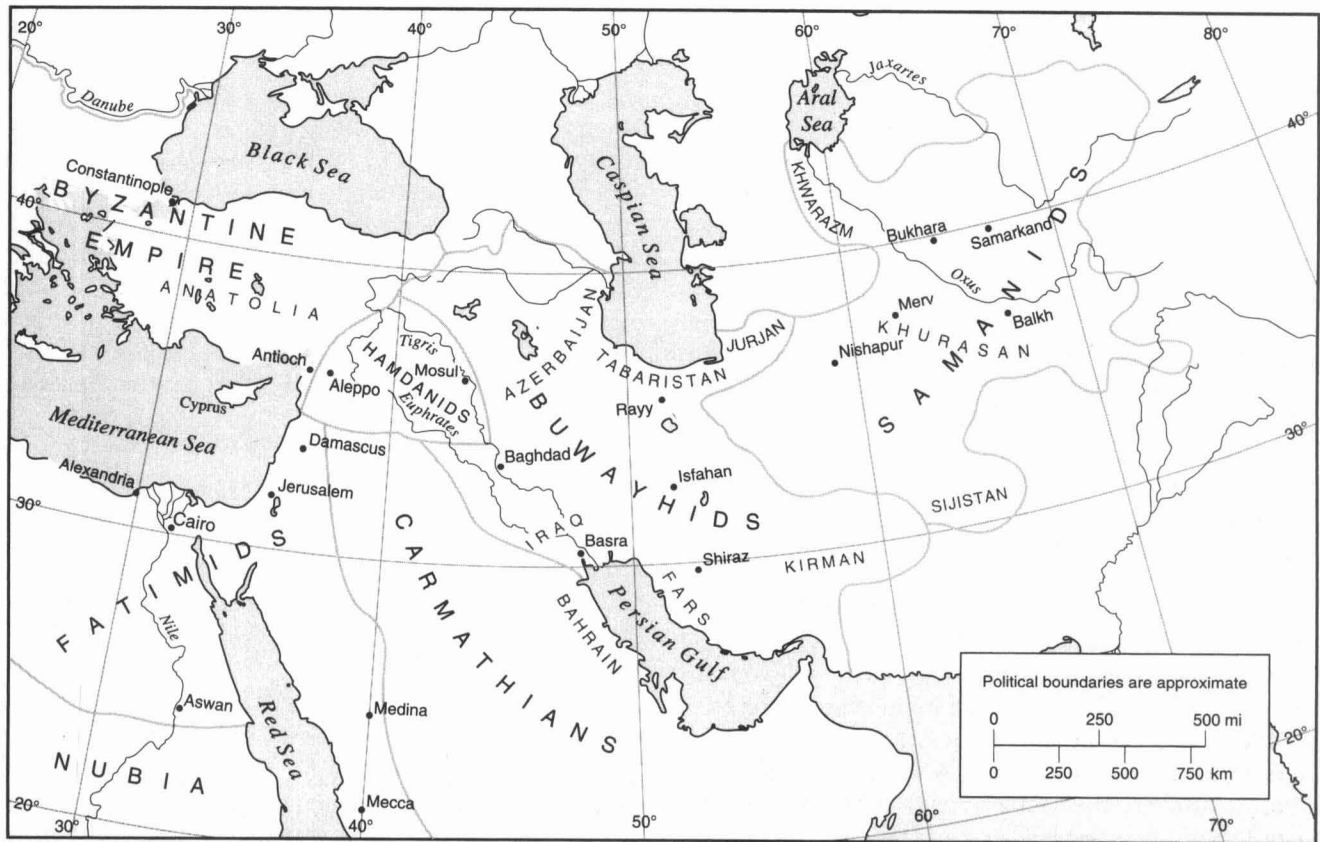 20°
30°
40°
50°
60°
70°
80°
Danube
Black Sea
Constantinople
40°
BYZANTINE
EMPIRE
ANATOLIA
Caspian Sea
Aral
Sea
Jaxartes
40°
KHWARAZM
Bukhara
Samarkand
Oxus
Merv
Balkh
KHURASAN
Nishapur
SAMANIDS
JURJAN
TABARISTAN
AZERBAIJAN
Tigris
HAMDANIDS
Mosul
Euphrates
Antioch
Aleppo
Cyprus
Mediterranean Sea
Rayy
BUWAYHIDS
Damascus
Baghdad
Isfahan
30°
Alexandria
Jerusalem
SIJISTAN
30°
Cairo
IRAQ
Basra
Shiraz
KIRMAN
FARS
CARMATHIANS
FATIMIDS
Nile
BAHRAIN
Persian Gulf
Aswan
Red Sea
Medina
NUBIA
Mecca
Political boundaries are approximate
0 250 500 mi
0 250 500 750 km
20°
20°
30°
40°
50°
60°
70°